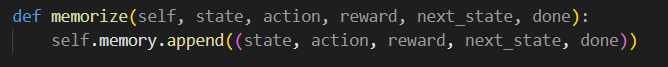 def memorize(self, state, action, reward, next_state, done):
    self.memory.append((state, action, reward, next_state, done))